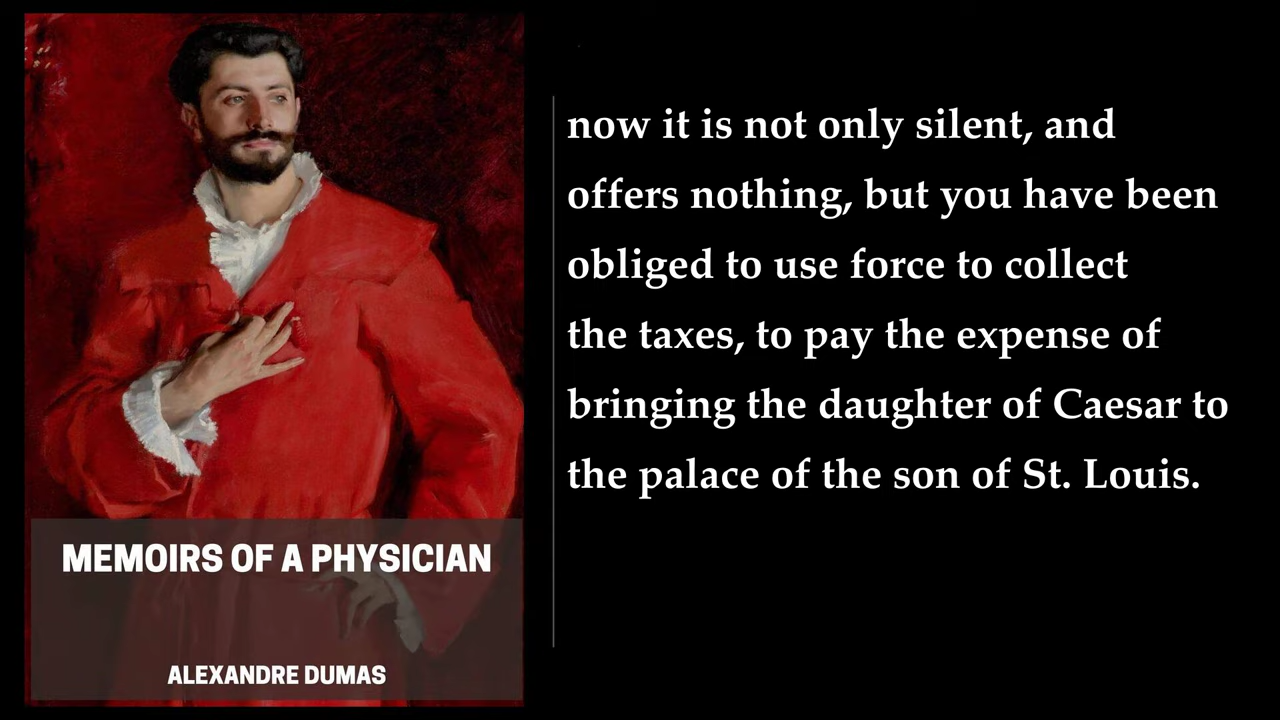 MEMOIRS OF A PHYSICIAN
ALEXANDRE DUMAS
now it is not only silent, and
offers nothing, but you have been
obliged to use force to collect
the taxes, to pay the expense of
bringing the daughter of Caesar to
the palace of the son of St. Louis.